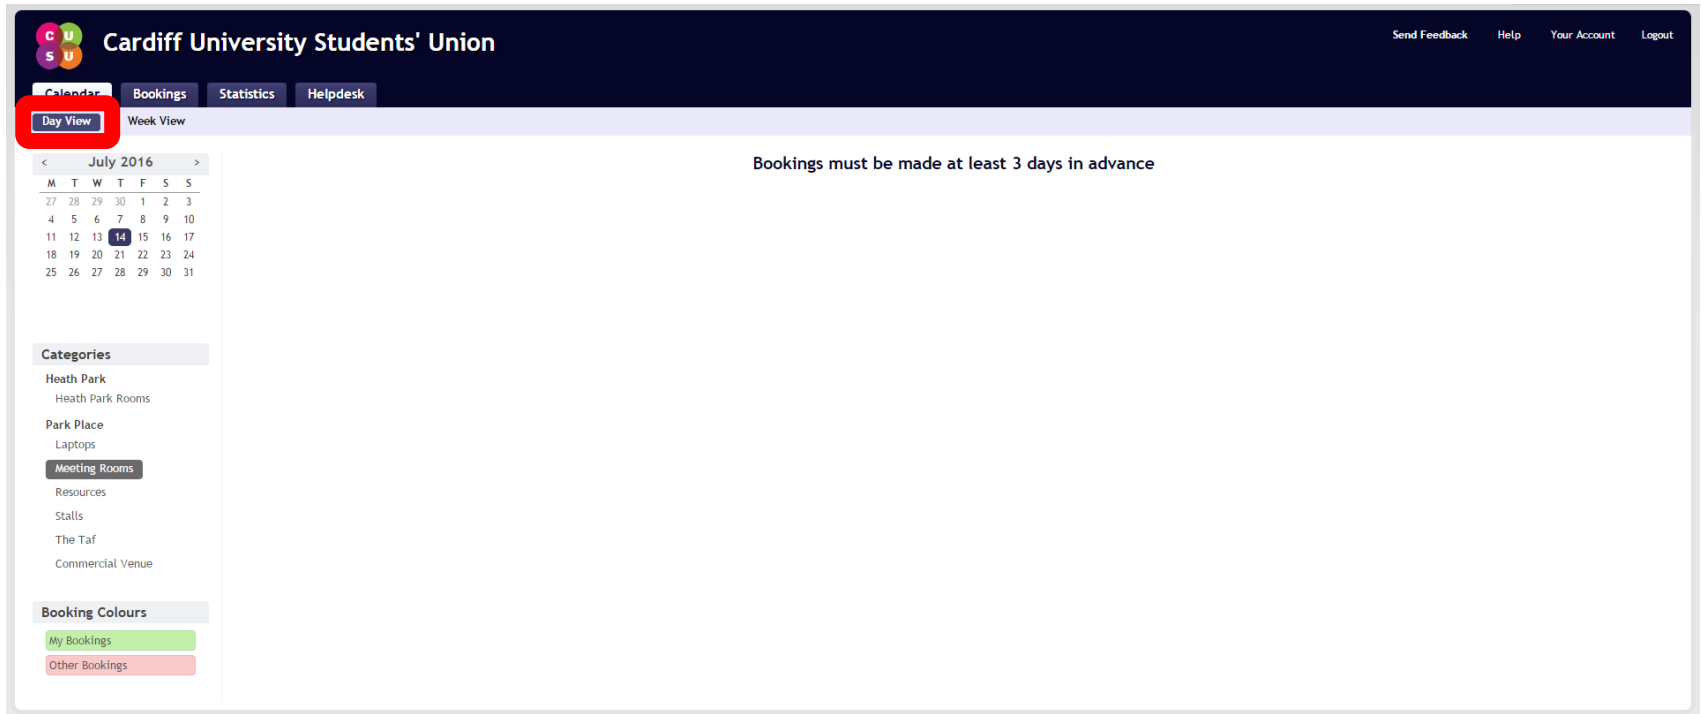 C U
S U
Cardiff University Students' Union
Send Feedback Help Your Account Logout
Calendar Bookings Statistics Helpdesk
Day View Week View
< July 2016 >
M T W T F S S
27 28 29 30 1 2 3
4 5 6 7 8 9 10
11 12 13 14 15 16 17
18 19 20 21 22 23 24
25 26 27 28 29 30 31
Bookings must be made at least 3 days in advance
Categories
Heath Park
Heath Park Rooms
Park Place
Laptops
Meeting Rooms
Resources
Stalls
The Taf
Commercial Venue
Booking Colours
My Bookings
Other Bookings